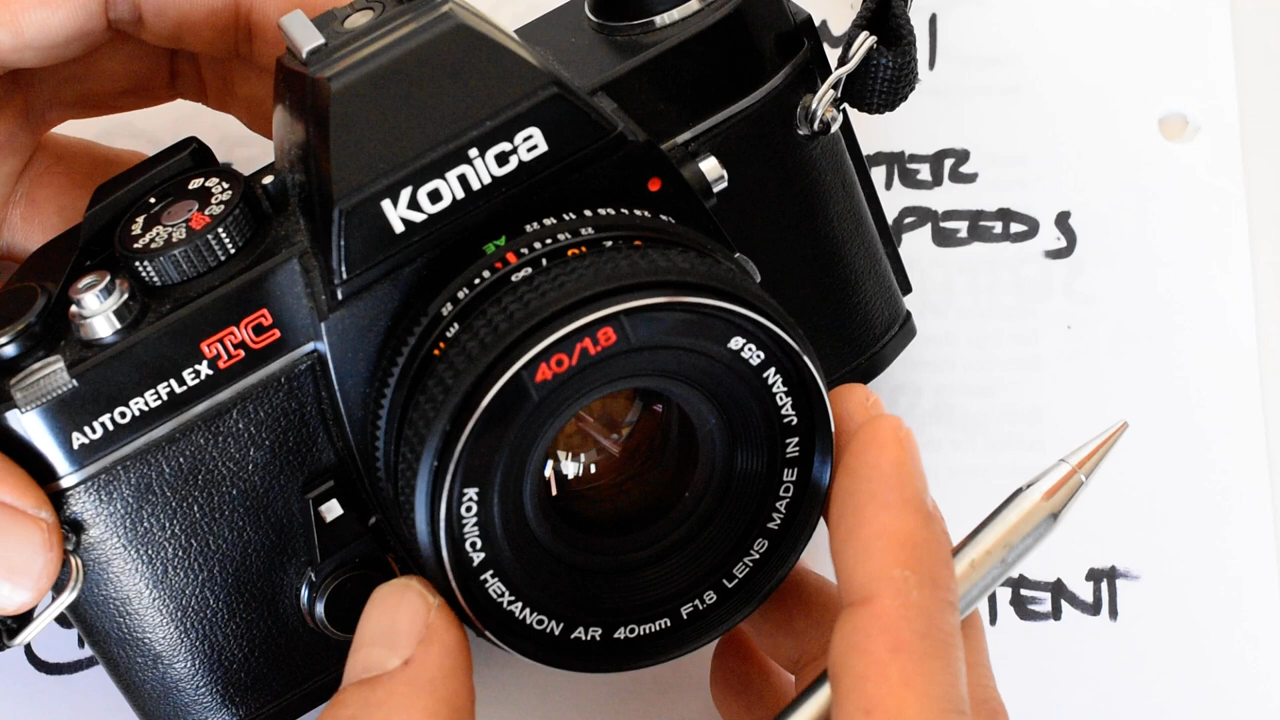 Konica
TER
PEEDS
AE
AUTOREFLEX TC
40/1.8
KONICA HEXANON AR 40mm F1.8 LENS MADE IN JAPAN 55Ø
TENT